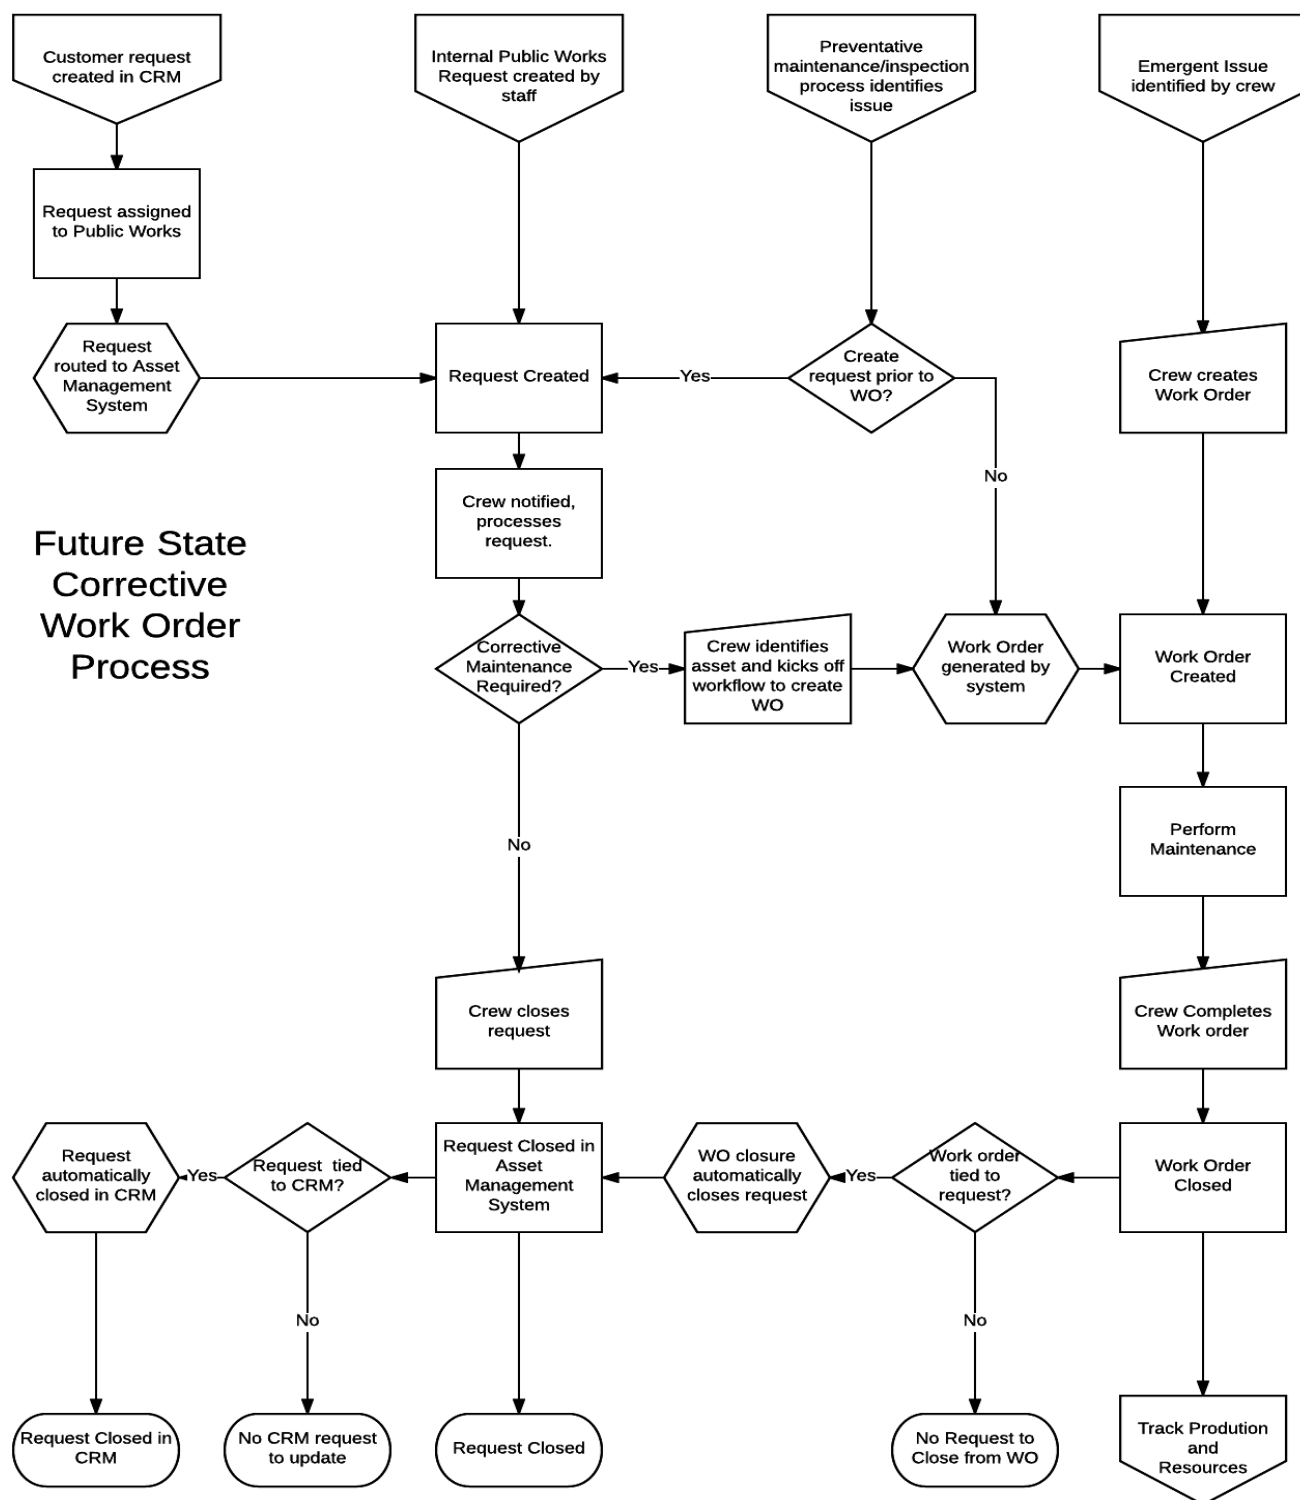 Customer request
created in CRM
Internal Public Works
Request created by
staff
Preventative
maintenance/inspection
process identifies
issue
Emergent Issue
identified by crew
Request assigned
to Public Works
Request
routed to Asset
Management
System
Request Created
Yes
Create
request prior to
WO?
Crew creates
Work Order
No
Crew notified,
processes
request.
Future State
Corrective
Work Order
Process
Corrective
Maintenance
Required?
Yes
Crew identifies
asset and kicks off
workflow to create
WO
Work Order
generated by
system
Work Order
Created
No
Perform
Maintenance
Crew closes
request
Crew Completes
Work order
Request
automatically
closed in CRM
Yes
Request  tied
to CRM?
Request Closed in
Asset
Management
System
WO closure
automatically
closes request
Yes
Work order
tied to
request?
Work Order
Closed
No
No
Request Closed in
CRM
No CRM request
to update
Request Closed
No Request to
Close from WO
Track Prodution
and
Resources